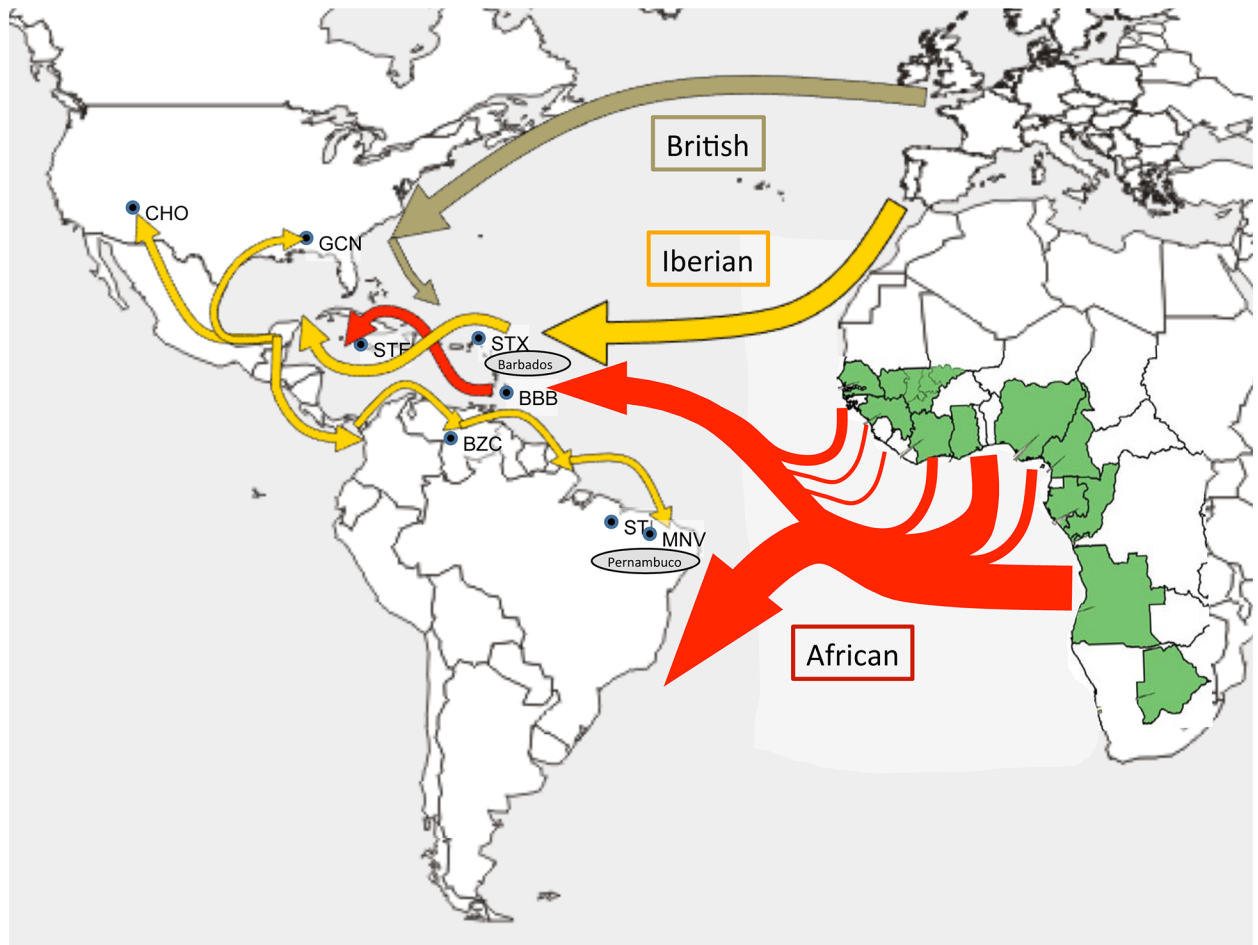 British
CHO
GCN
Iberian
STX
Barbados
BBB
BZC
MNV
Pernambuco
African